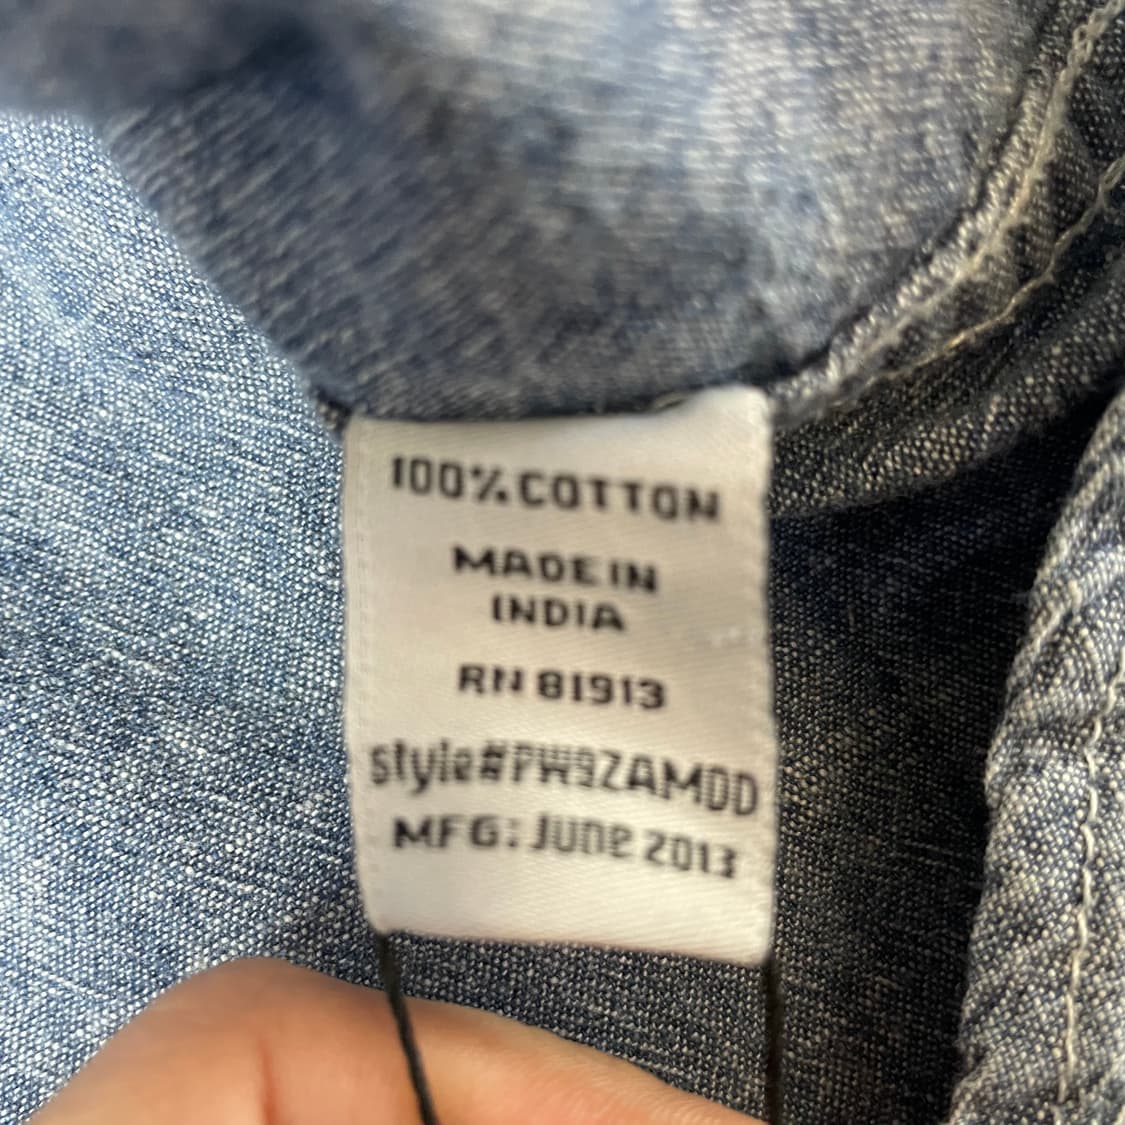 100% COTTON
MADE IN
INDIA
RN 81913
style#PW9ZAMDD
MFG: June 2013